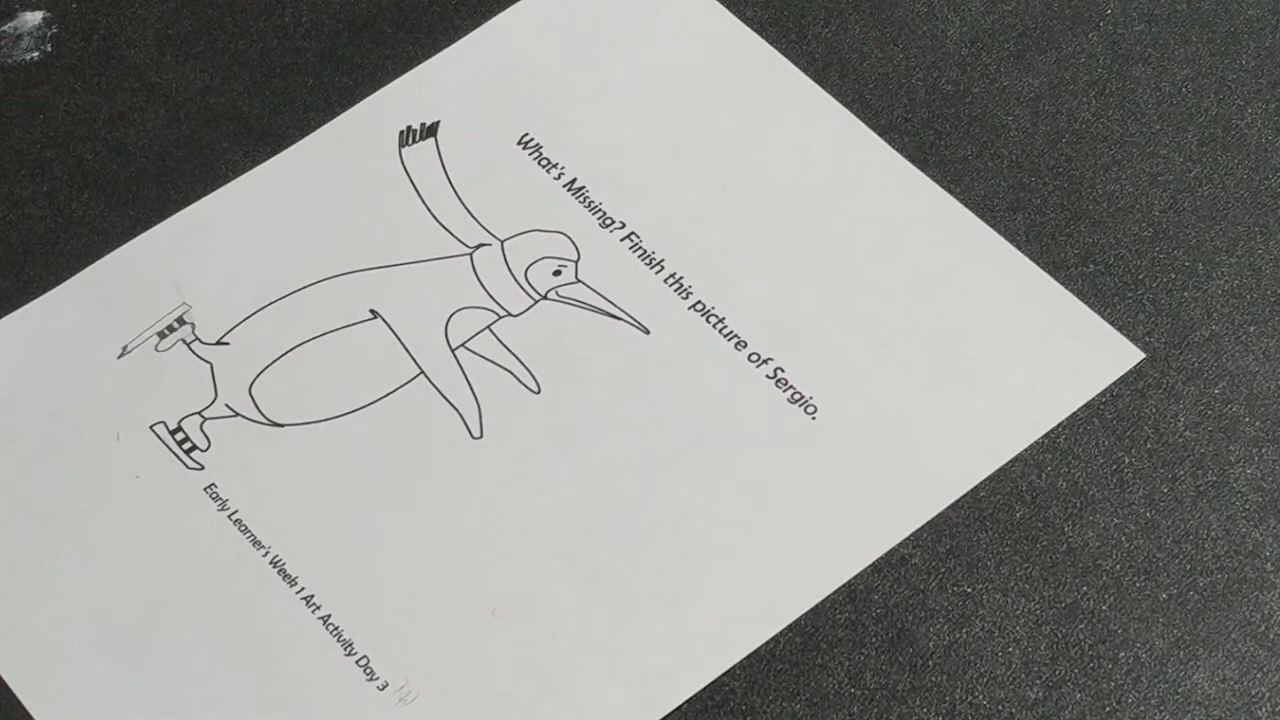 What's Missing? Finish this picture of Sergio.
Early Learner's Week 1 Art Activity Day 3